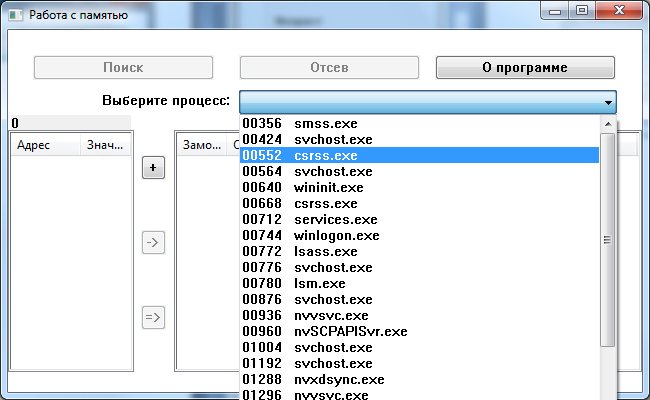 Работа с памятью
Поиск
Отсев
О программе
Выберите процесс:
0
Адрес Знач...
Замо...
+
->
=>
00356 smss.exe
00424 svchost.exe
00552 csrss.exe
00564 svchost.exe
00640 wininit.exe
00668 csrss.exe
00712 services.exe
00744 winlogon.exe
00772 lsass.exe
00776 svchost.exe
00780 lsm.exe
00876 svchost.exe
00936 nvvsvc.exe
00960 nvSCPAPISvr.exe
01004 svchost.exe
01192 svchost.exe
01288 nvxdsync.exe
01296 nvvsvc.exe